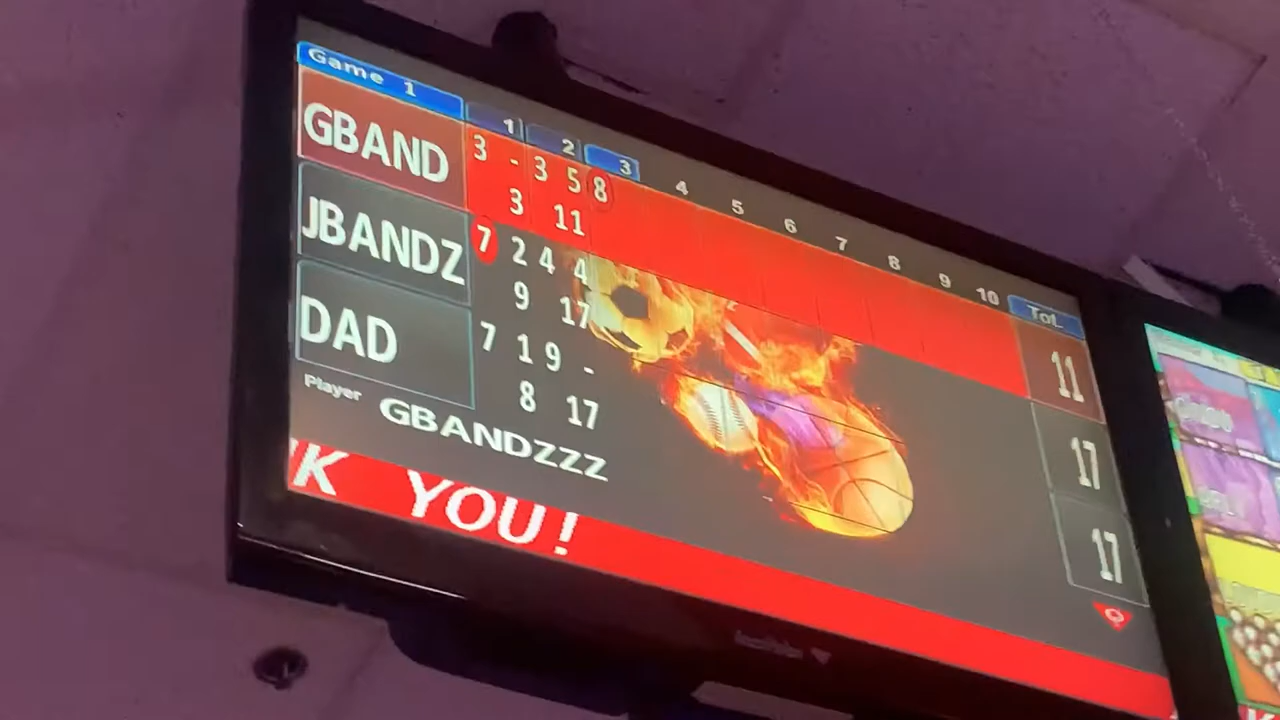 Game 1
1 2 3 4 5 6 7 8 9 10 ToL
GBAND 3 - 3 5 8
3 11 11
JBANDZ 7 2 4 4
9 17 17
DAD 7 1 9 -
8 17 17
Player GBANDZZZ
K YOU!